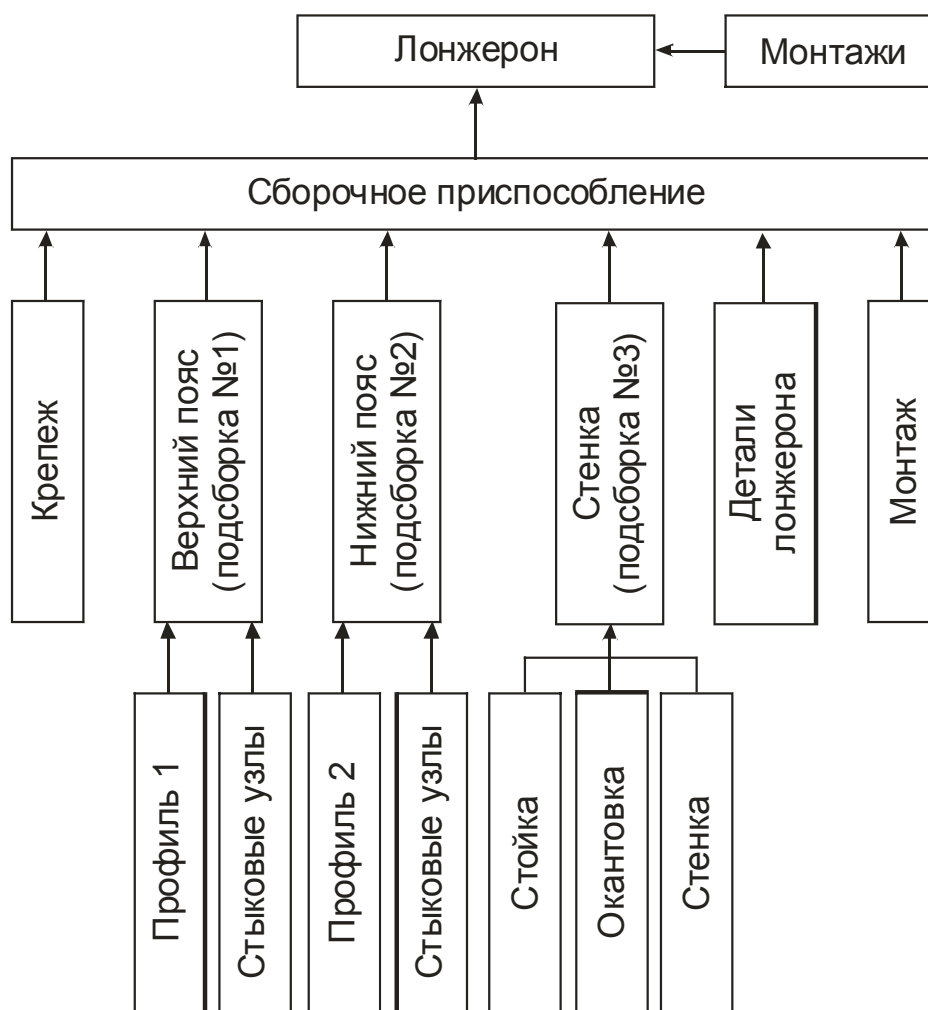 Лонжерон
Монтажи
Сборочное приспособление
Крепеж
Верхний пояс
(подсборка №1)
Нижний пояс
(подсборка №2)
Стенка
(подсборка №3)
Детали
лонжерона
Монтаж
Профиль 1
Стыковые узлы
Профиль 2
Стыковые узлы
Стойка
Окантовка
Стенка